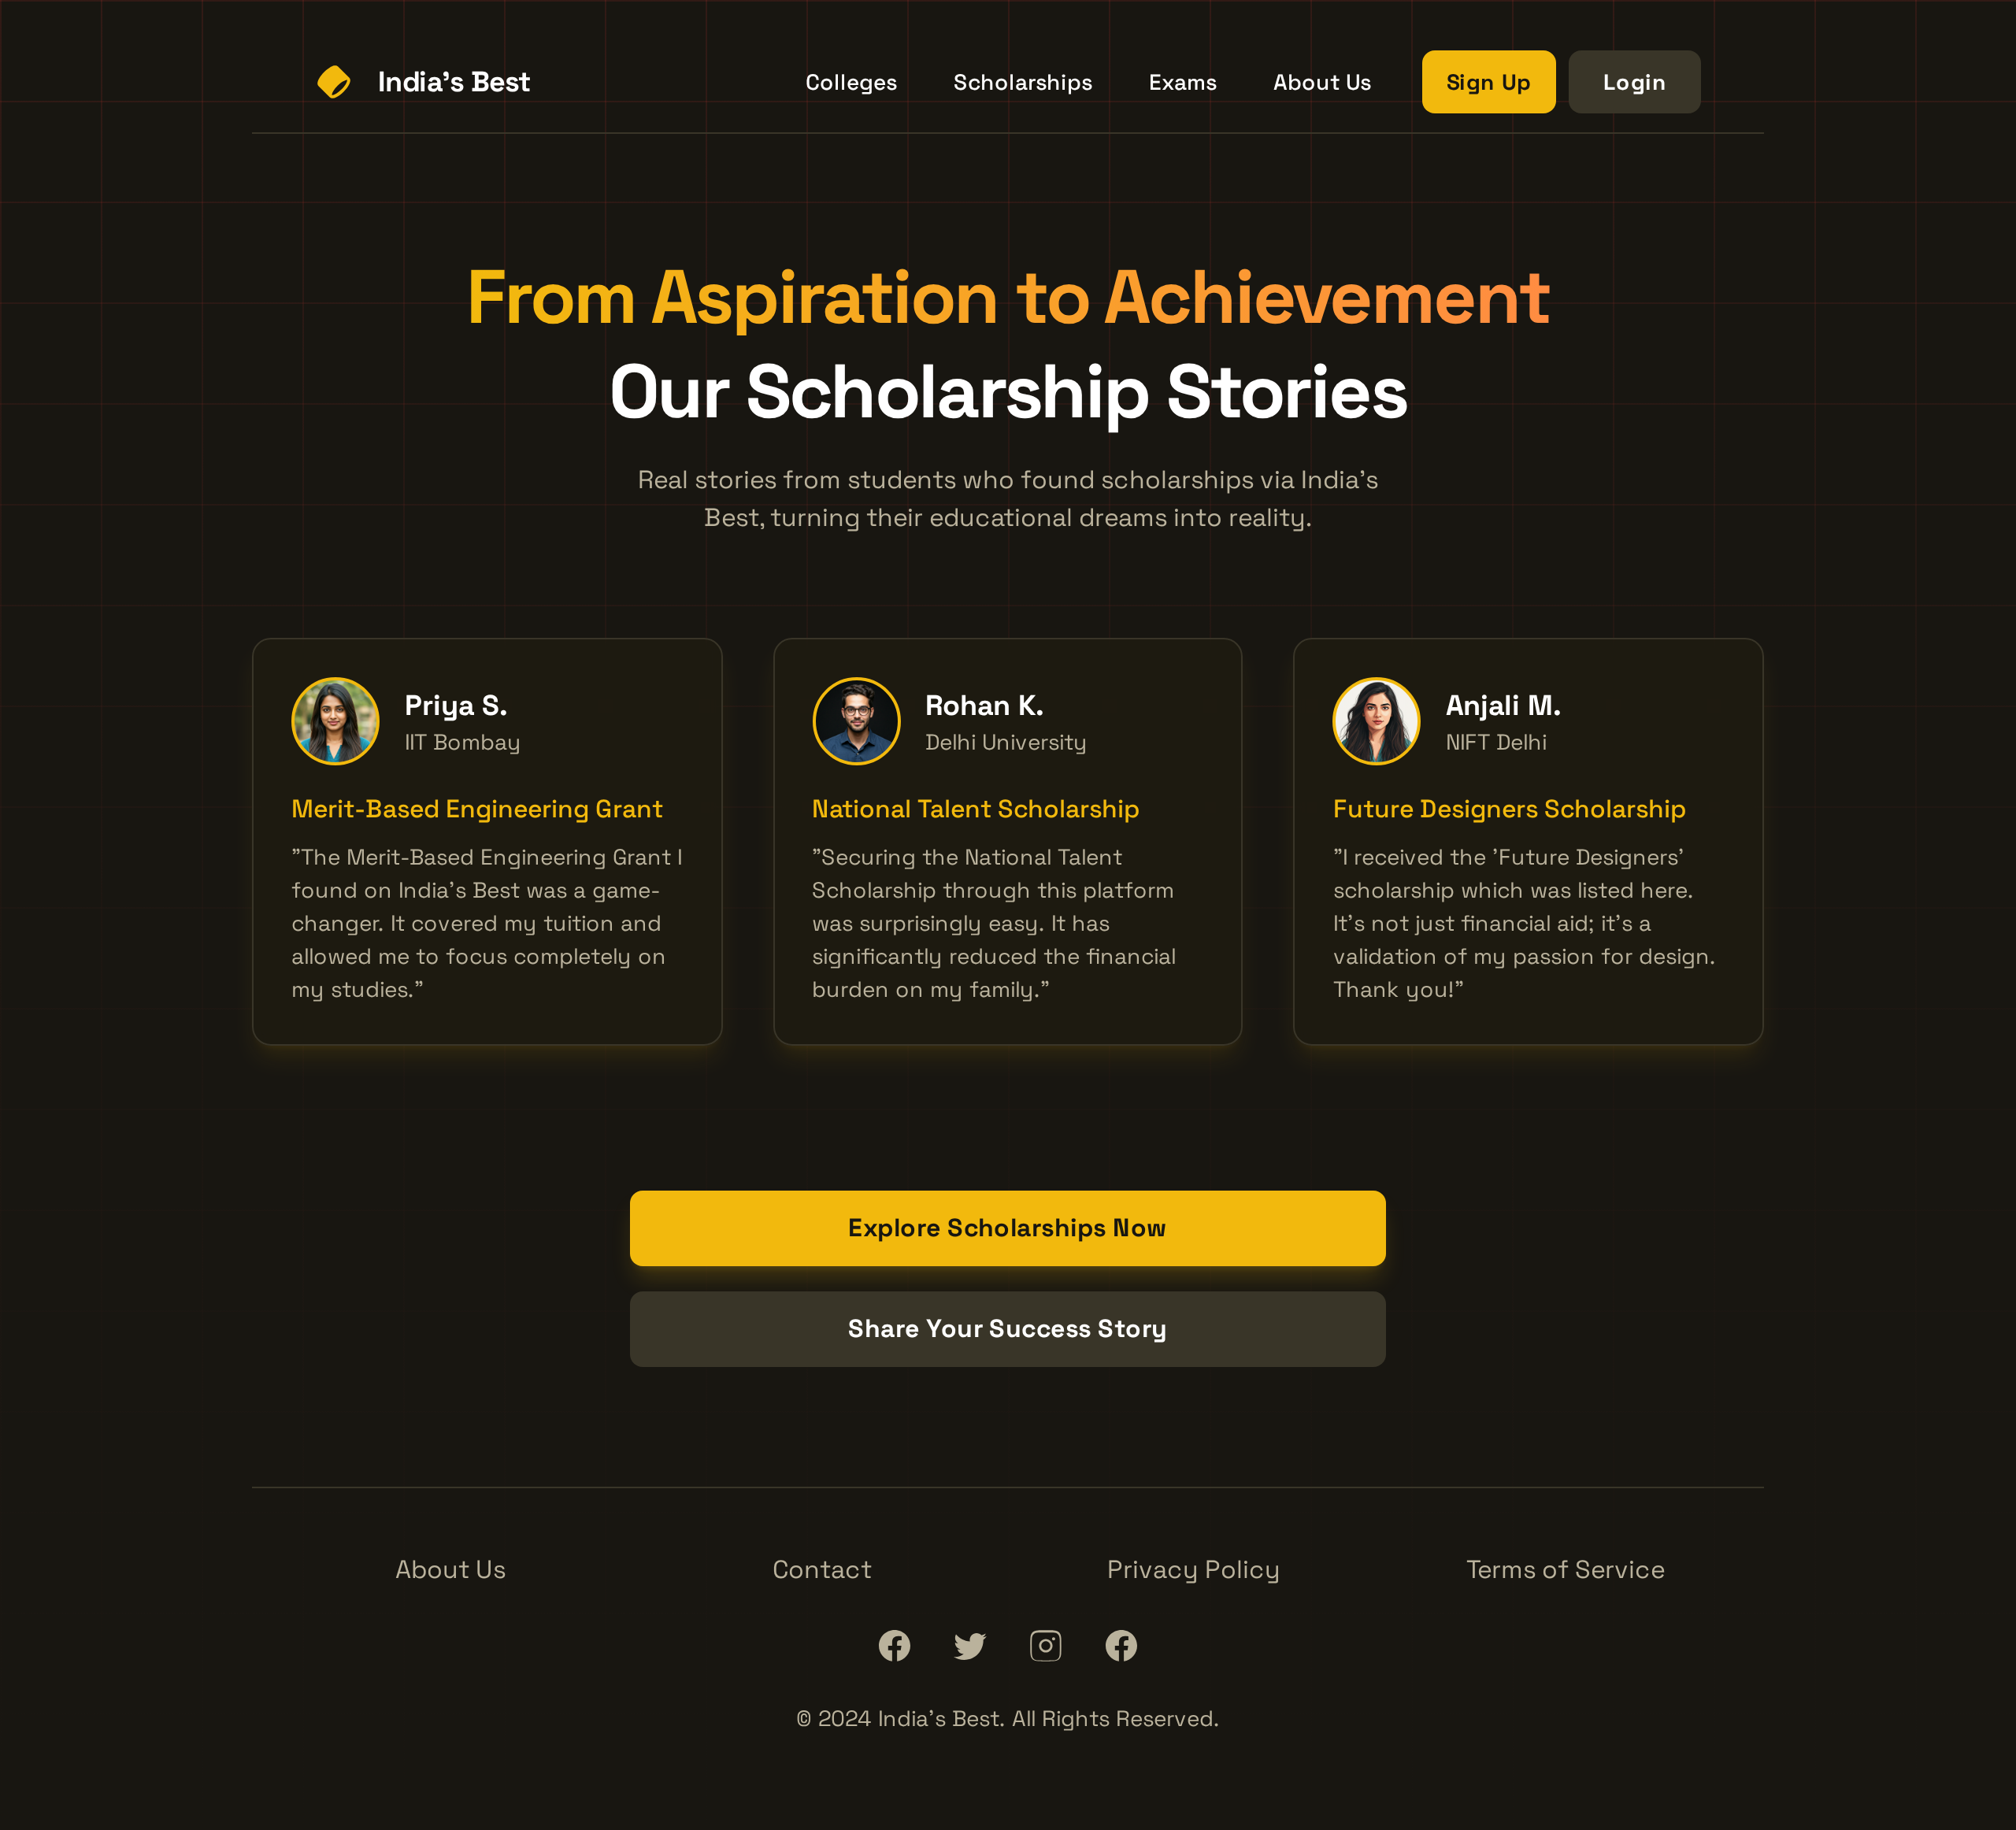 India’s Best
Colleges
Scholarships
Exams
About Us
Sign Up
Login
From Aspiration to Achievement
Our Scholarship Stories
Real stories from students who found scholarships via India’s
Best, turning their educational dreams into reality.
Priya S.
IIT Bombay
Merit-Based Engineering Grant
”The Merit-Based Engineering Grant I
found on India’s Best was a game-
changer. It covered my tuition and
allowed me to focus completely on
my studies.”
Rohan K.
Delhi University
National Talent Scholarship
”Securing the National Talent
Scholarship through this platform
was surprisingly easy. It has
significantly reduced the financial
burden on my family.”
Anjali M.
NIFT Delhi
Future Designers Scholarship
”I received the ’Future Designers’
scholarship which was listed here.
It’s not just financial aid; it’s a
validation of my passion for design.
Thank you!”
Explore Scholarships Now
Share Your Success Story
About Us
Contact
Privacy Policy
Terms of Service
© 2024 India’s Best. All Rights Reserved.